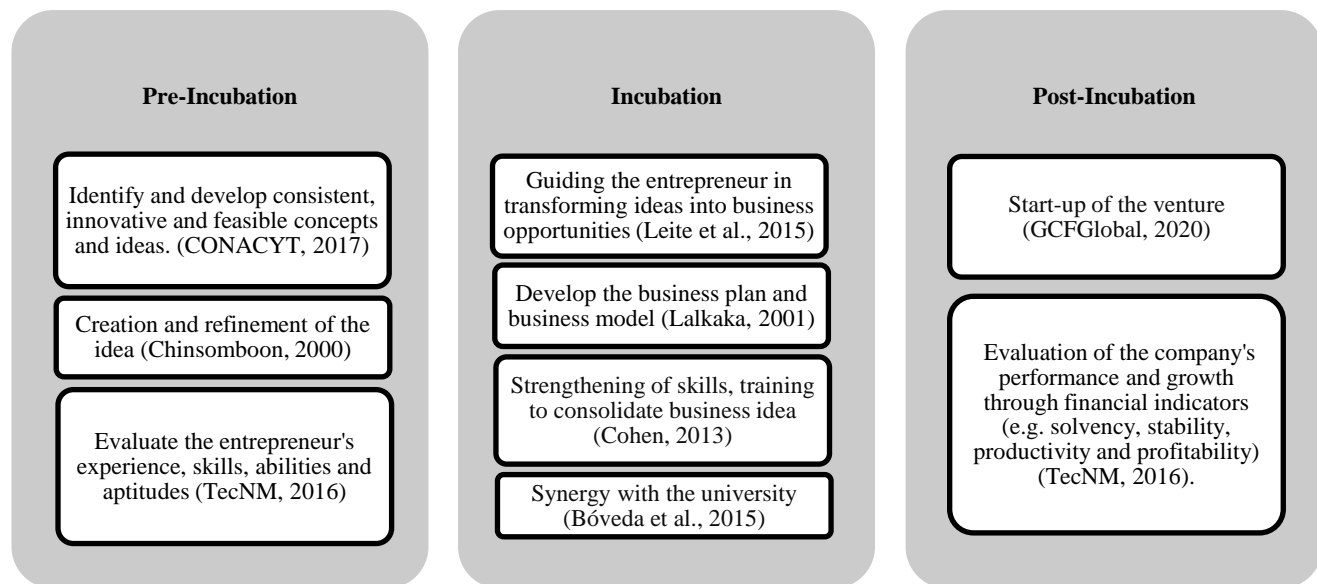 Pre-Incubation
Identify and develop consistent,
innovative and feasible concepts
and ideas. (CONACYT, 2017)
Creation and refinement of the
idea (Chinsomboon, 2000)
Evaluate the entrepreneur's
experience, skills, abilities and
aptitudes (TecNM, 2016)
Incubation
Guiding the entrepreneur in
transforming ideas into business
opportunities (Leite et al., 2015)
Develop the business plan and
business model (Lalkaka, 2001)
Strengthening of skills, training
to consolidate business idea
(Cohen, 2013)
Synergy with the university
(Bóveda et al., 2015)
Post-Incubation
Start-up of the venture
(GCFGlobal, 2020)
Evaluation of the company's
performance and growth
through financial indicators
(e.g. solvency, stability,
productivity and profitability)
(TecNM, 2016).